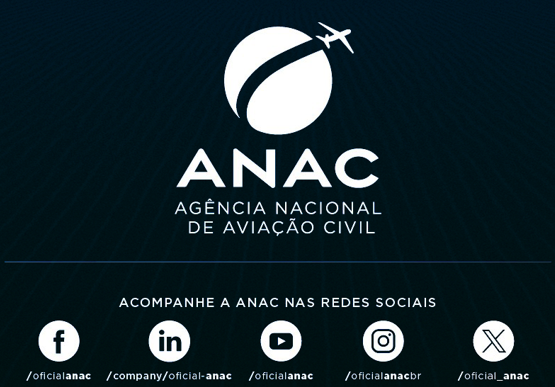 ANAC
AGÊNCIA NACIONAL
DE AVIAÇÃO CIVIL
ACOMPANHE A ANAC NAS REDES SOCIAIS
/oficialanac /company/oficial-anac /oficialanac /oficialanacbr /oficial_anac